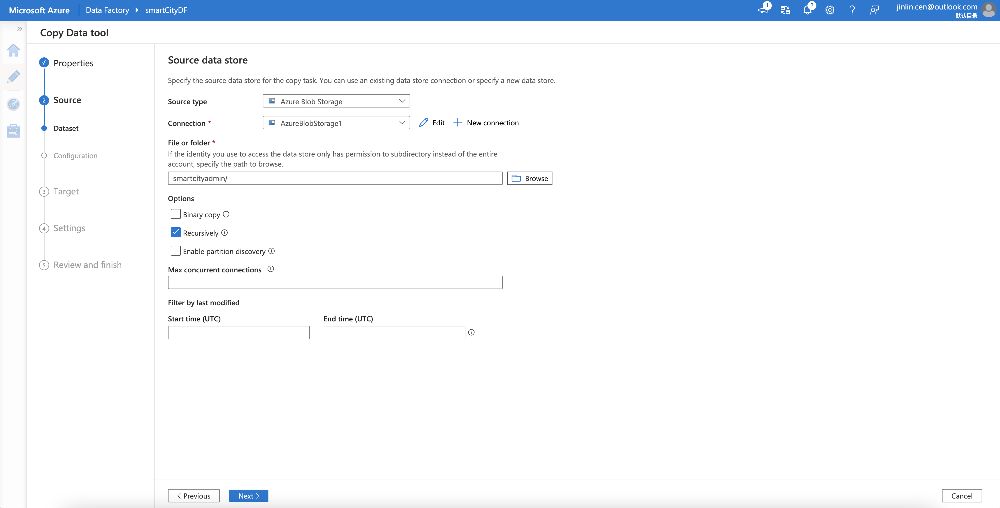 Microsoft Azure
Data Factory
smartCityDF
1
2
jinlin.cen@outlook.com
默认目录
Copy Data tool
Properties
2 Source
Dataset
Configuration
3 Target
4 Settings
5 Review and finish
Source data store
Specify the source data store for the copy task. You can use an existing data store connection or specify a new data store.
Source type
Azure Blob Storage
Connection *
AzureBlobStorage1
Edit
New connection
File or folder *
If the identity you use to access the data store only has permission to subdirectory instead of the entire
account, specify the path to browse.
smartcityadmin/
Browse
Options
Binary copy
Recursively
Enable partition discovery
Max concurrent connections
Filter by last modified
Start time (UTC)
End time (UTC)
< Previous
Next >
Cancel